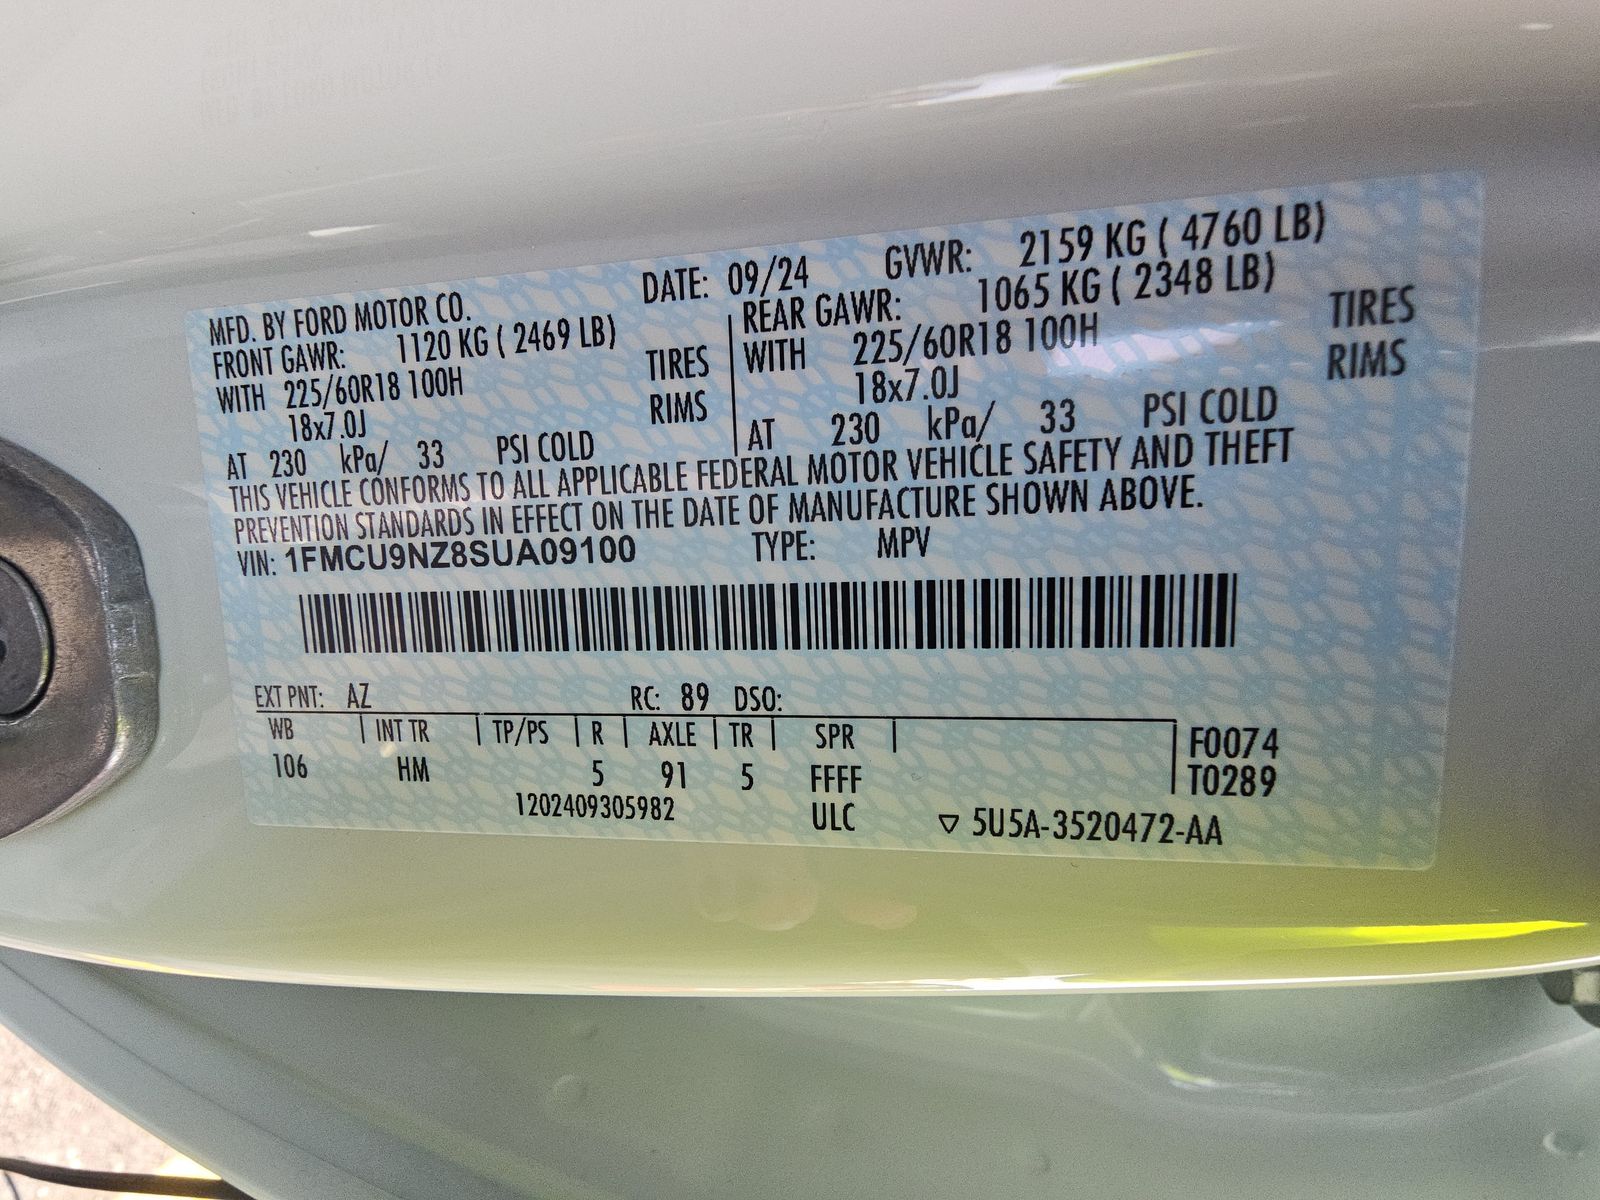 MFD. BY FORD MOTOR CO. DATE: 09/24 GVWR: 2159 KG ( 4760 LB)
FRONT GAWR: 1120 KG ( 2469 LB)
WITH 225/60R18 100H TIRES
18x7.0J RIMS
AT 230 kPa/ 33 PSI COLD
REAR GAWR: 1065 KG ( 2348 LB)
WITH 225/60R18 100H TIRES
18x7.0J RIMS
AT 230 kPa/ 33 PSI COLD
THIS VEHICLE CONFORMS TO ALL APPLICABLE FEDERAL MOTOR VEHICLE SAFETY AND THEFT
PREVENTION STANDARDS IN EFFECT ON THE DATE OF MANUFACTURE SHOWN ABOVE.
VIN: 1FMCU9NZ8SUA09100 TYPE: MPV
EXT PNT: AZ RC: 89 DSO:
WB INT TR TP/PS R AXLE TR SPR F0074
106 HM 5 91 5 FFFF T0289
1202409305982 ULC ▽ 5U5A-3520472-AA